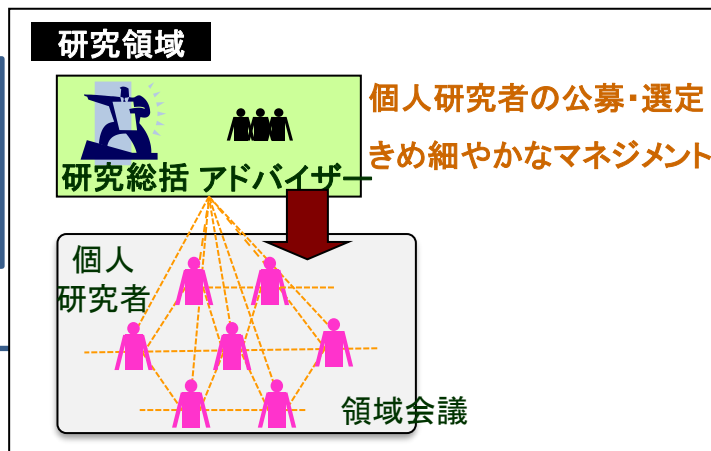 研究領域
個人研究者の公募・選定
きめ細やかなマネジメント
研究総括 アドバイザー
個人
研究者
領域会議